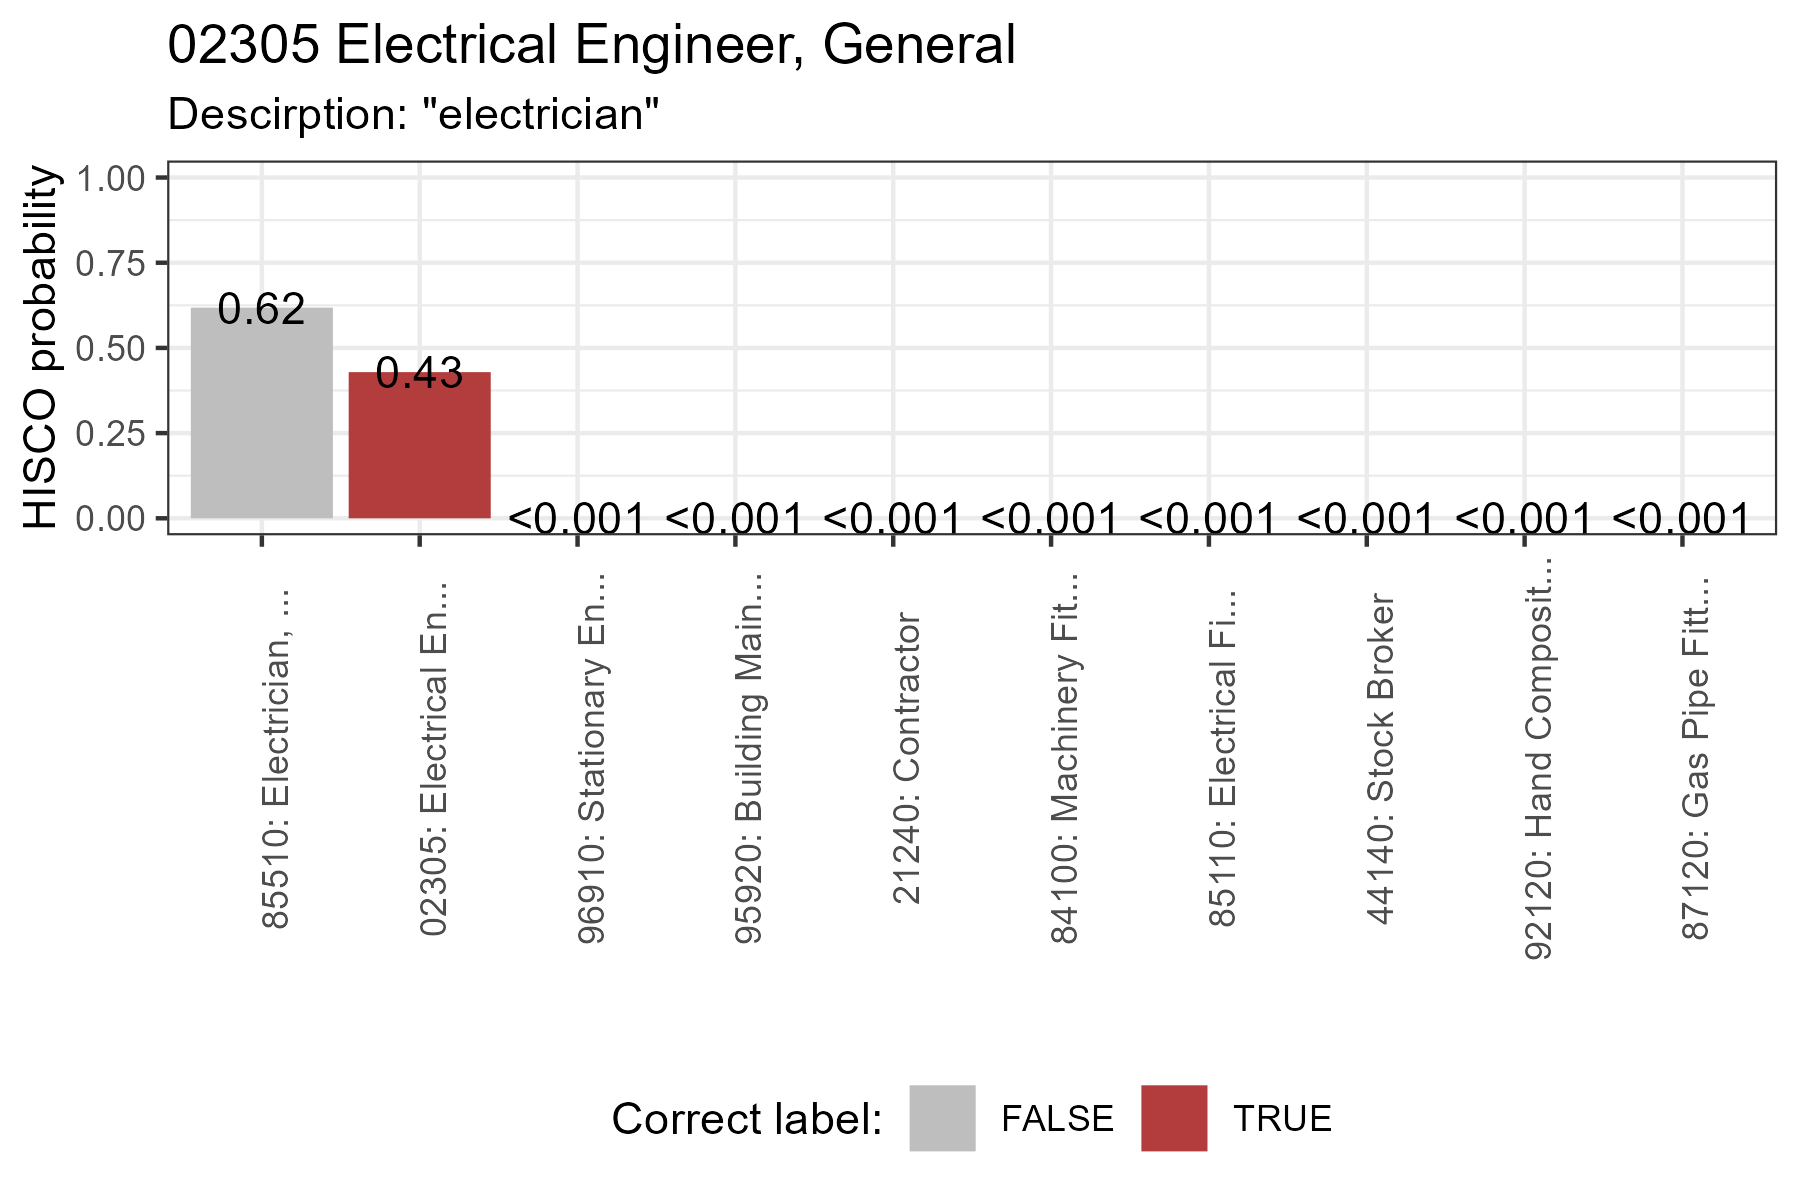 02305 Electrical Engineer, General
Descirption: "electrician"
HISCO probability
1.00
0.75
0.50
0.25
0.00
0.62
0.43
<0.001
<0.001
<0.001
<0.001
<0.001
<0.001
<0.001
<0.001
85510: Electrician, ...
02305: Electrical En...
96910: Stationary En...
95920: Building Main...
21240: Contractor
84100: Machinery Fit...
85110: Electrical Fi...
44140: Stock Broker
92120: Hand Composit...
87120: Gas Pipe Fitt...
Correct label: FALSE TRUE